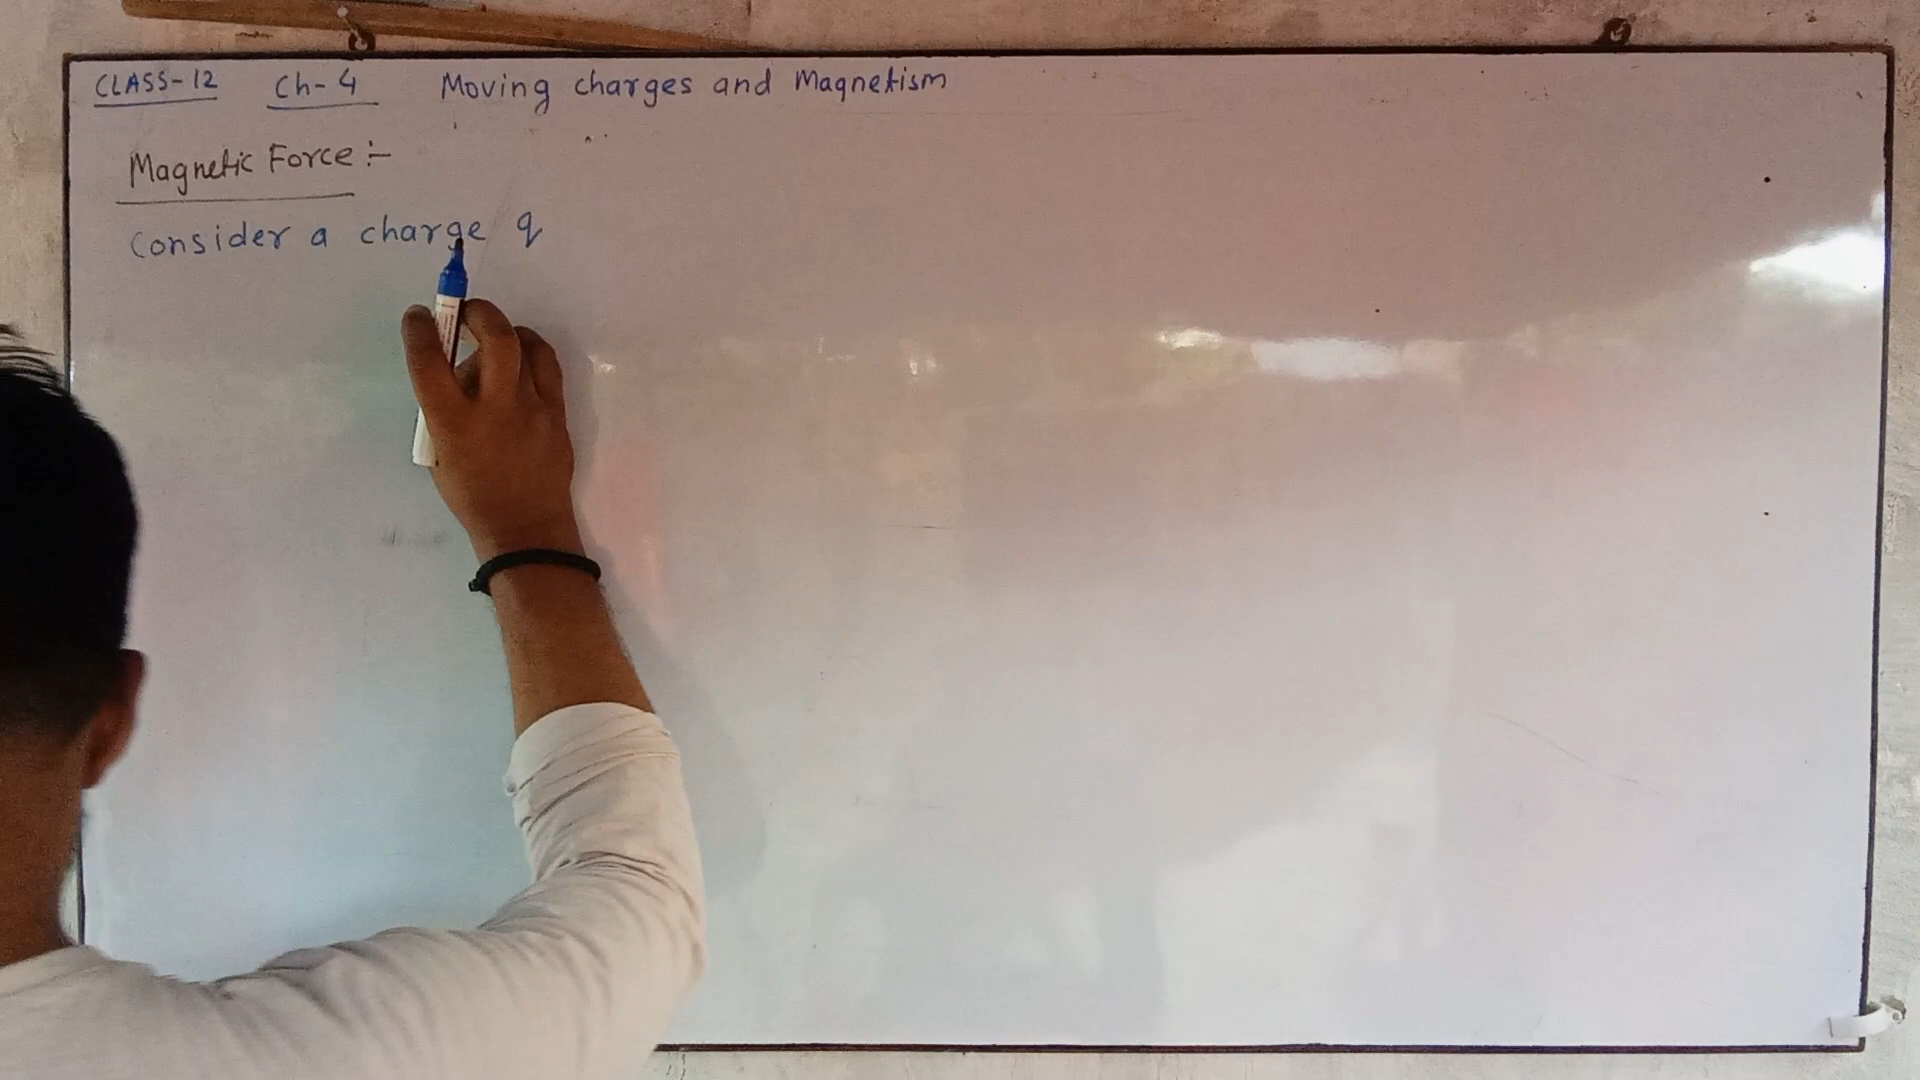 CLASS-12 Ch-4 Moving charges and Magnetism
Magnetic Force :-
Consider a charge q